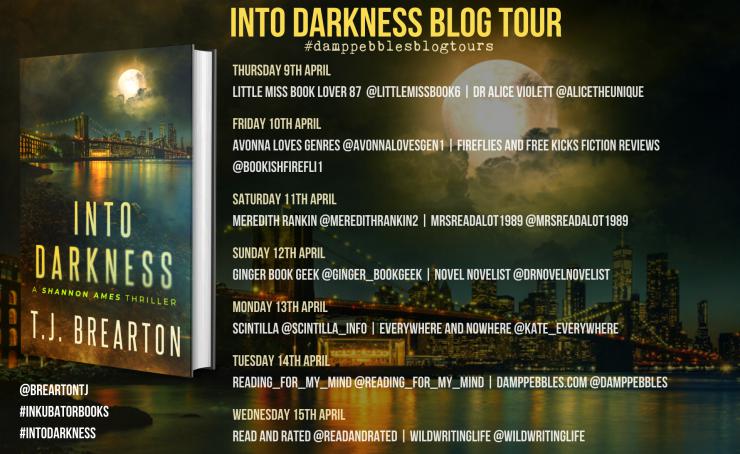 INTO DARKNESS BLOG TOUR
#damppebblesblogtours
THURSDAY 9TH APRIL
LITTLE MISS BOOK LOVER 87 @LITTLEMISSBOOK6 | DR ALICE VIOLETT @ALICETHEUNIQUE
FRIDAY 10TH APRIL
AVONNA LOVES GENRES @AVONNALOVESGEN1 | FIREFLIES AND FREE KICKS FICTION REVIEWS
@BOOKISHFIREFLI1
SATURDAY 11TH APRIL
MEREDITH RANKIN @MEREDITHRANKIN2 | MRSREADALOT1989 @MRSREADALOT1989
SUNDAY 12TH APRIL
GINGER BOOK GEEK @GINGER_BOOKGEEK | NOVEL NOVELIST @DRNOVELNOVELIST
MONDAY 13TH APRIL
SCINTILLA @SCINTILLA_INFO | EVERYWHERE AND NOWHERE @KATE_EVERYWHERE
TUESDAY 14TH APRIL
READING_FOR_MY_MIND @READING_FOR_MY_MIND | DAMPPEBBLES.COM @DAMPPEBBLES
WEDNESDAY 15TH APRIL
READ AND RATED @READANDRATED | WILDWRITINGLIFE @WILDWRITINGLIFE
INTO
DARKNESS
A SHANNON AMES THRILLER
T.J. BREARTON
@BREARTONTJ
#INKUBATORBOOKS
#INTODARKNESS